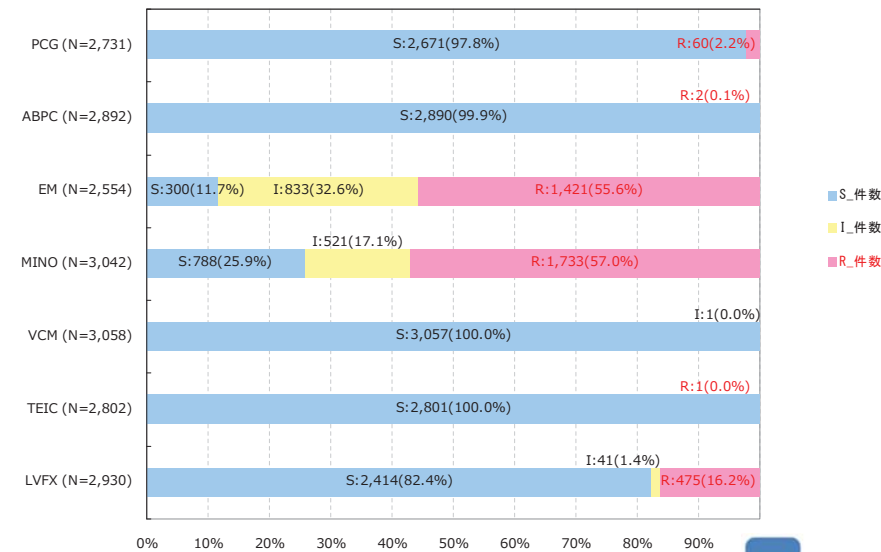 PCG (N=2,731)
S:2,671(97.8%)
R:60(2.2%)
R:2(0.1%)
ABPC (N=2,892)
S:2,890(99.9%)
EM (N=2,554)
S:300(11.7%)
I:833(32.6%)
R:1,421(55.6%)
I:521(17.1%)
MINO (N=3,042)
S:788(25.9%)
R:1,733(57.0%)
I:1(0.0%)
VCM (N=3,058)
S:3,057(100.0%)
R:1(0.0%)
TEIC (N=2,802)
S:2,801(100.0%)
I:41(1.4%)
LVFX (N=2,930)
S:2,414(82.4%)
R:475(16.2%)
0% 10% 20% 30% 40% 50% 60% 70% 80% 90%
S_件数
I_件数
R_件数